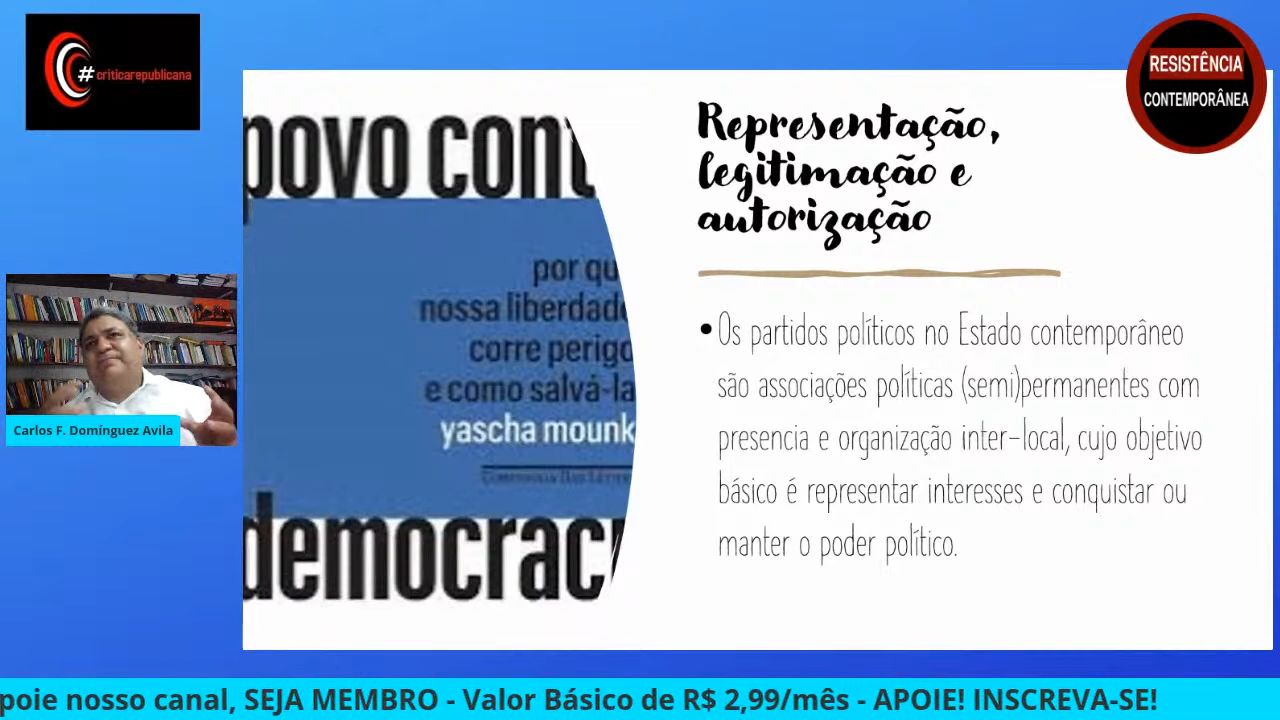 #criticarepublicana
RESISTÊNCIA
CONTEMPORÂNEA
povo cont
por qu
nossa liberdade
corre perigo
e como salvá-la
yascha mounk
democrac
Representação,
legitimação e
autorização
•Os partidos políticos no Estado contemporâneo
são associações políticas (semi)permanentes com
presencia e organização inter-local, cujo objetivo
básico é representar interesses e conquistar ou
manter o poder político.
Carlos F. Domínguez Avila
poie nosso canal, SEJA MEMBRO - Valor Básico de R$ 2,99/mês - APOIE! INSCREVA-SE!